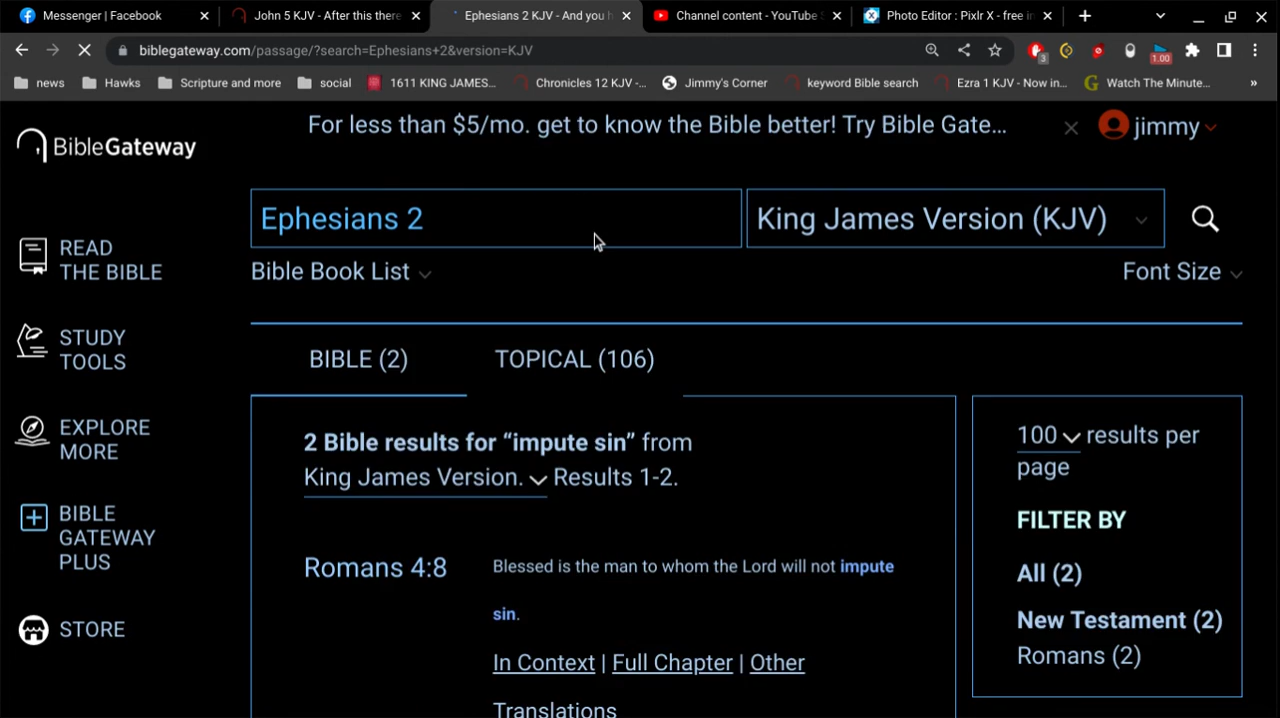 Messenger | Facebook
John 5 KJV - After this there
Ephesians 2 KJV - And you h
Channel content - YouTube S
Photo Editor : Pixlr X - free in
biblegateway.com/passage/?search=Ephesians+2&version=KJV
3
1.00
news
Hawks
Scripture and more
social
1611 KING JAMES...
Chronicles 12 KJV -...
Jimmy's Corner
keyword Bible search
Ezra 1 KJV - Now in...
Watch The Minute...
»
For less than $5/mo. get to know the Bible better! Try Bible Gate...
jimmy
BibleGateway
Ephesians 2
King James Version (KJV)
Bible Book List
Font Size
READ
THE BIBLE
STUDY
TOOLS
EXPLORE
MORE
BIBLE
GATEWAY
PLUS
STORE
BIBLE (2)
TOPICAL (106)
2 Bible results for “impute sin” from
King James Version. Results 1-2.
Romans 4:8
Blessed is the man to whom the Lord will not impute
sin.
In Context | Full Chapter | Other
Translations
100 results per
page
FILTER BY
All (2)
New Testament (2)
Romans (2)